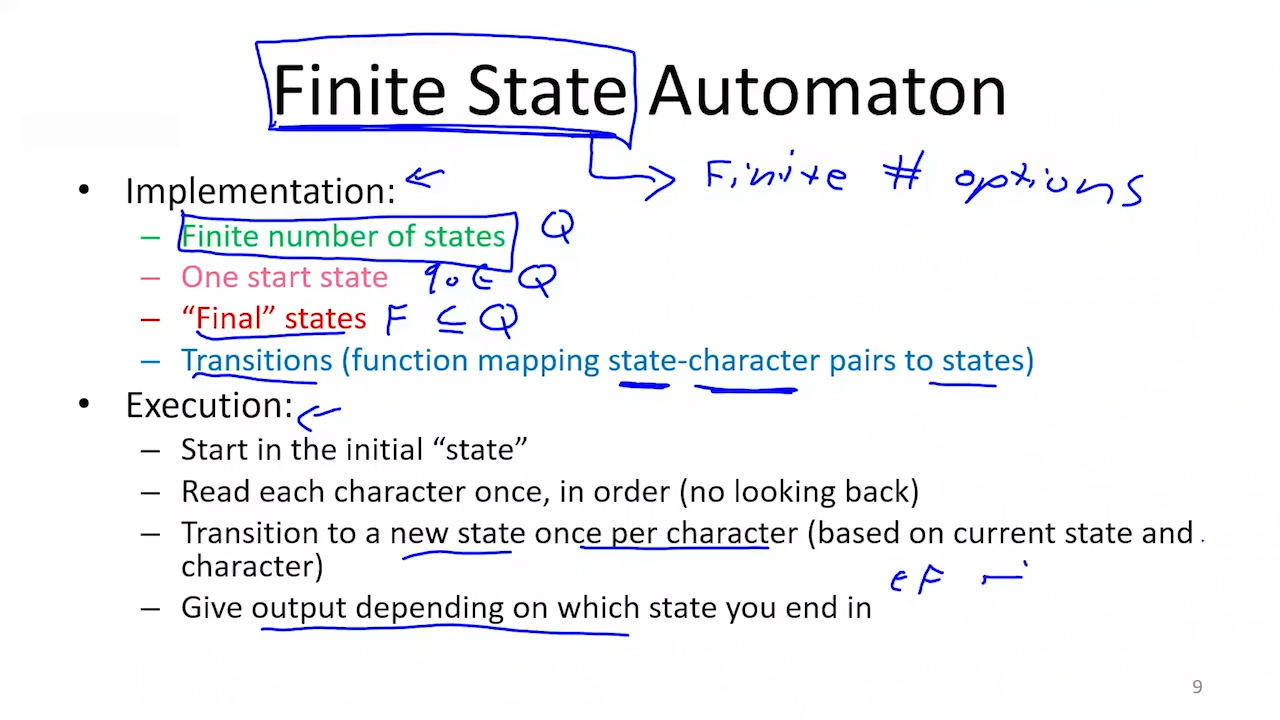 Finite State Automaton
→ Finite # options
• Implementation: ←
– Finite number of states Q
– One start state q₀ ∈ Q
– “Final” states F ⊆ Q
– Transitions (function mapping state-character pairs to states)
• Execution: ←
– Start in the initial “state”
– Read each character once, in order (no looking back)
– Transition to a new state once per character (based on current state and
character)
– Give output depending on which state you end in ∈ F
9